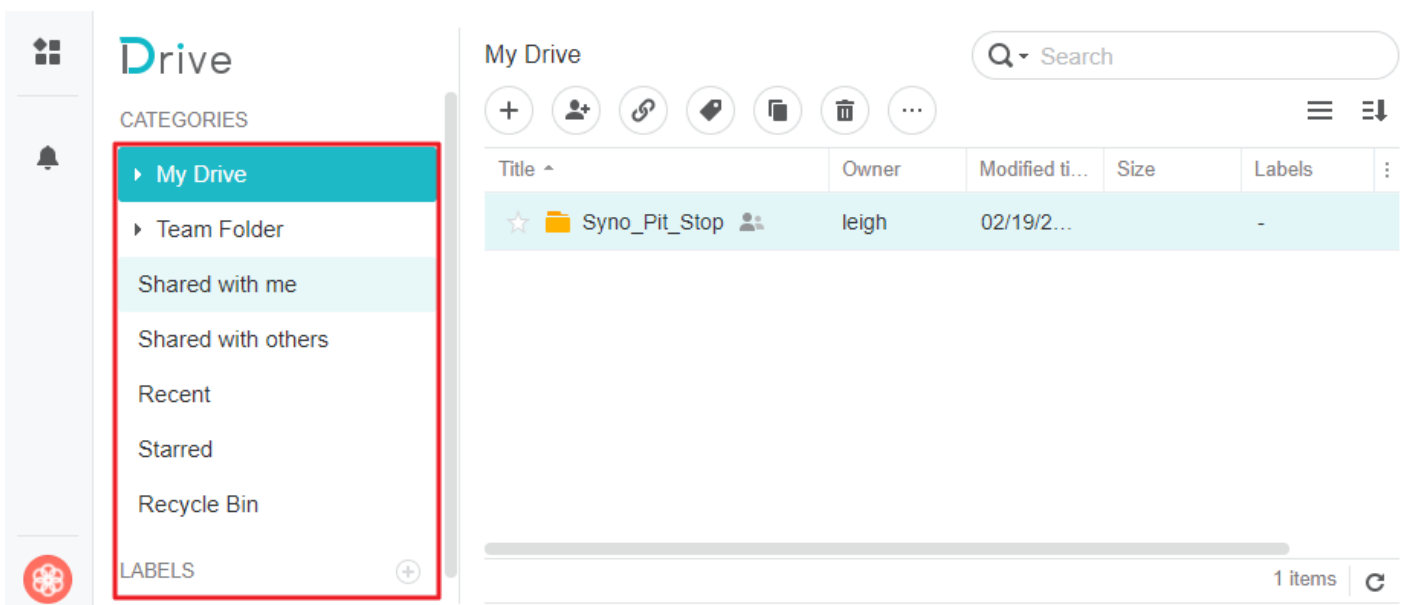 Drive
CATEGORIES
My Drive
Team Folder
Shared with me
Shared with others
Recent
Starred
Recycle Bin
LABELS
My Drive
Search
Title Owner Modified ti... Size Labels
Syno_Pit_Stop leigh 02/19/2... -
1 items